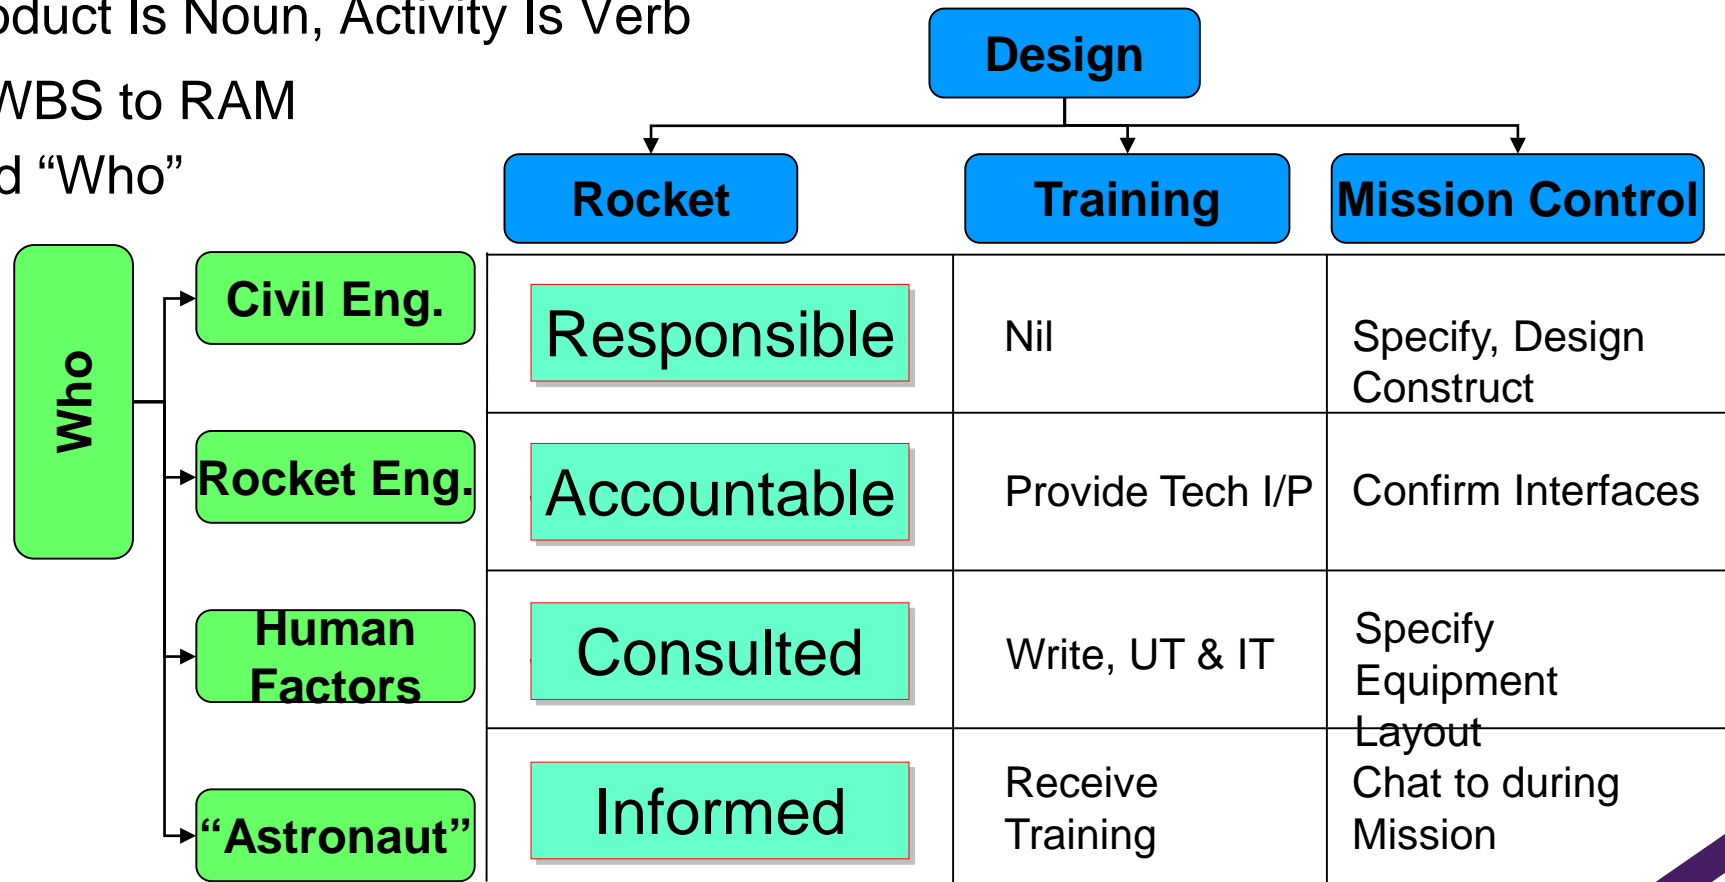 oduct Is Noun, Activity Is Verb
WBS to RAM
d “Who”
Design
Rocket
Training
Mission Control
Who
Civil Eng.
Responsible
Nil
Specify, Design
Construct
Rocket Eng.
Accountable
Provide Tech I/P
Confirm Interfaces
Human
Factors
Consulted
Write, UT & IT
Specify
Equipment
Layout
“Astronaut”
Informed
Receive
Training
Chat to during
Mission